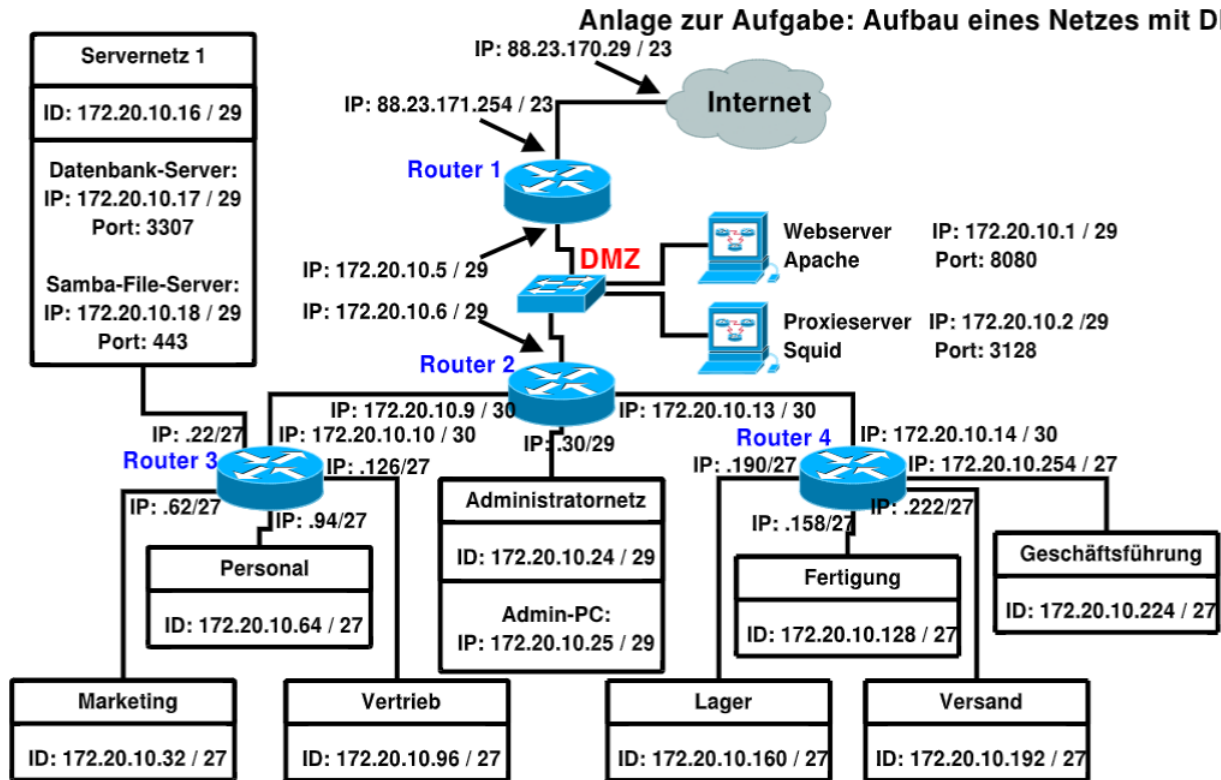 Anlage zur Aufgabe: Aufbau eines Netzes mit
IP: 88.23.170.29 / 23
Internet
IP: 88.23.171.254 / 23
Router 1
Servernetz 1
ID: 172.20.10.16 / 29
Datenbank-Server:
IP: 172.20.10.17 / 29
Port: 3307
Samba-File-Server:
IP: 172.20.10.18 / 29
Port: 443
IP: 172.20.10.5 / 29
DMZ
IP: 172.20.10.6 / 29
Webserver IP: 172.20.10.1 / 29
Apache Port: 8080
Proxieserver IP: 172.20.10.2 /29
Squid Port: 3128
Router 2
IP: 172.20.10.9 / 30
IP: 172.20.10.13 / 30
IP: .22/27
IP: 172.20.10.10 / 30
IP: .30/29
Router 4
IP: 172.20.10.14 / 30
Router 3
IP: .126/27
IP: .190/27
IP: 172.20.10.254 / 27
IP: .62/27
IP: .94/27
IP: .158/27
IP: .222/27
Administratornetz
ID: 172.20.10.24 / 29
Admin-PC:
IP: 172.20.10.25 / 29
Personal
ID: 172.20.10.64 / 27
Fertigung
ID: 172.20.10.128 / 27
Geschäftsführung
ID: 172.20.10.224 / 27
Marketing
ID: 172.20.10.32 / 27
Vertrieb
ID: 172.20.10.96 / 27
Lager
ID: 172.20.10.160 / 27
Versand
ID: 172.20.10.192 / 27